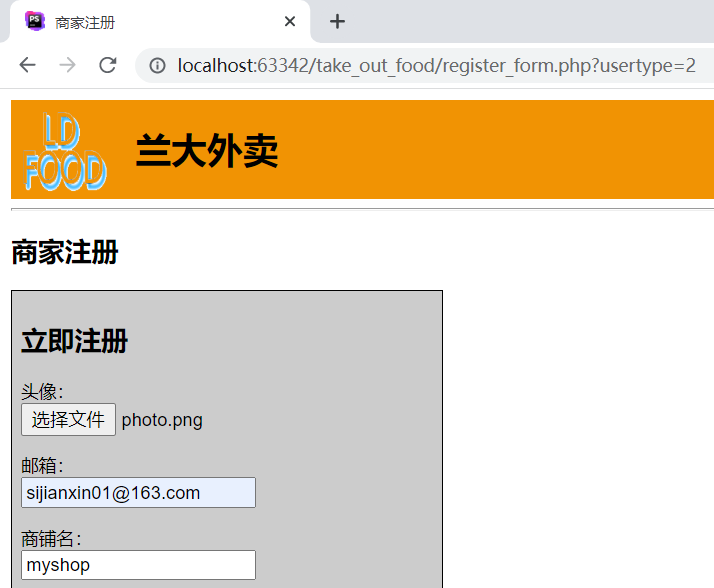 商家注册
localhost:63342/take_out_food/register_form.php?usertype=2
LD
FOOD
兰大外卖
商家注册
立即注册
头像：
选择文件 photo.png
邮箱：
sijianxin01@163.com
商铺名：
myshop